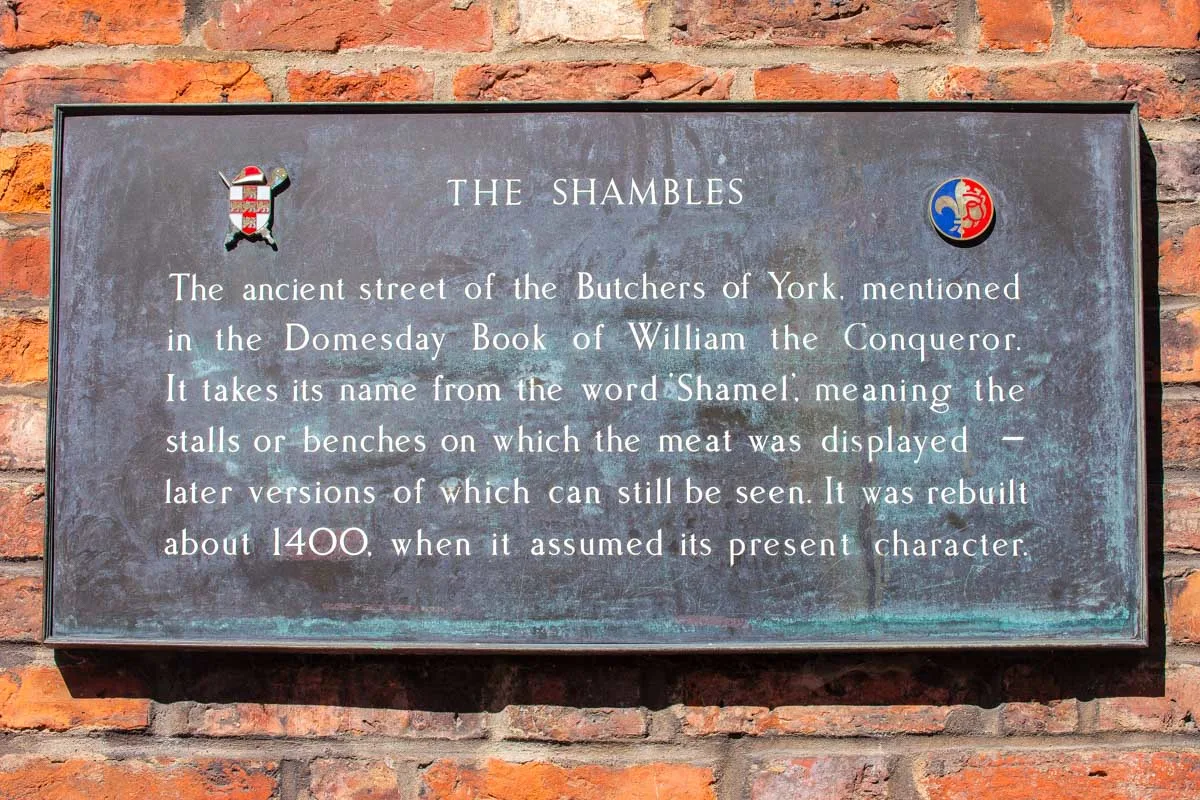 THE SHAMBLES
The ancient street of the Butchers of York, mentioned
in the Domesday Book of William the Conqueror.
It takes its name from the word 'Shamel', meaning the
stalls or benches on which the meat was displayed –
later versions of which can still be seen. It was rebuilt
about 1400, when it assumed its present character.